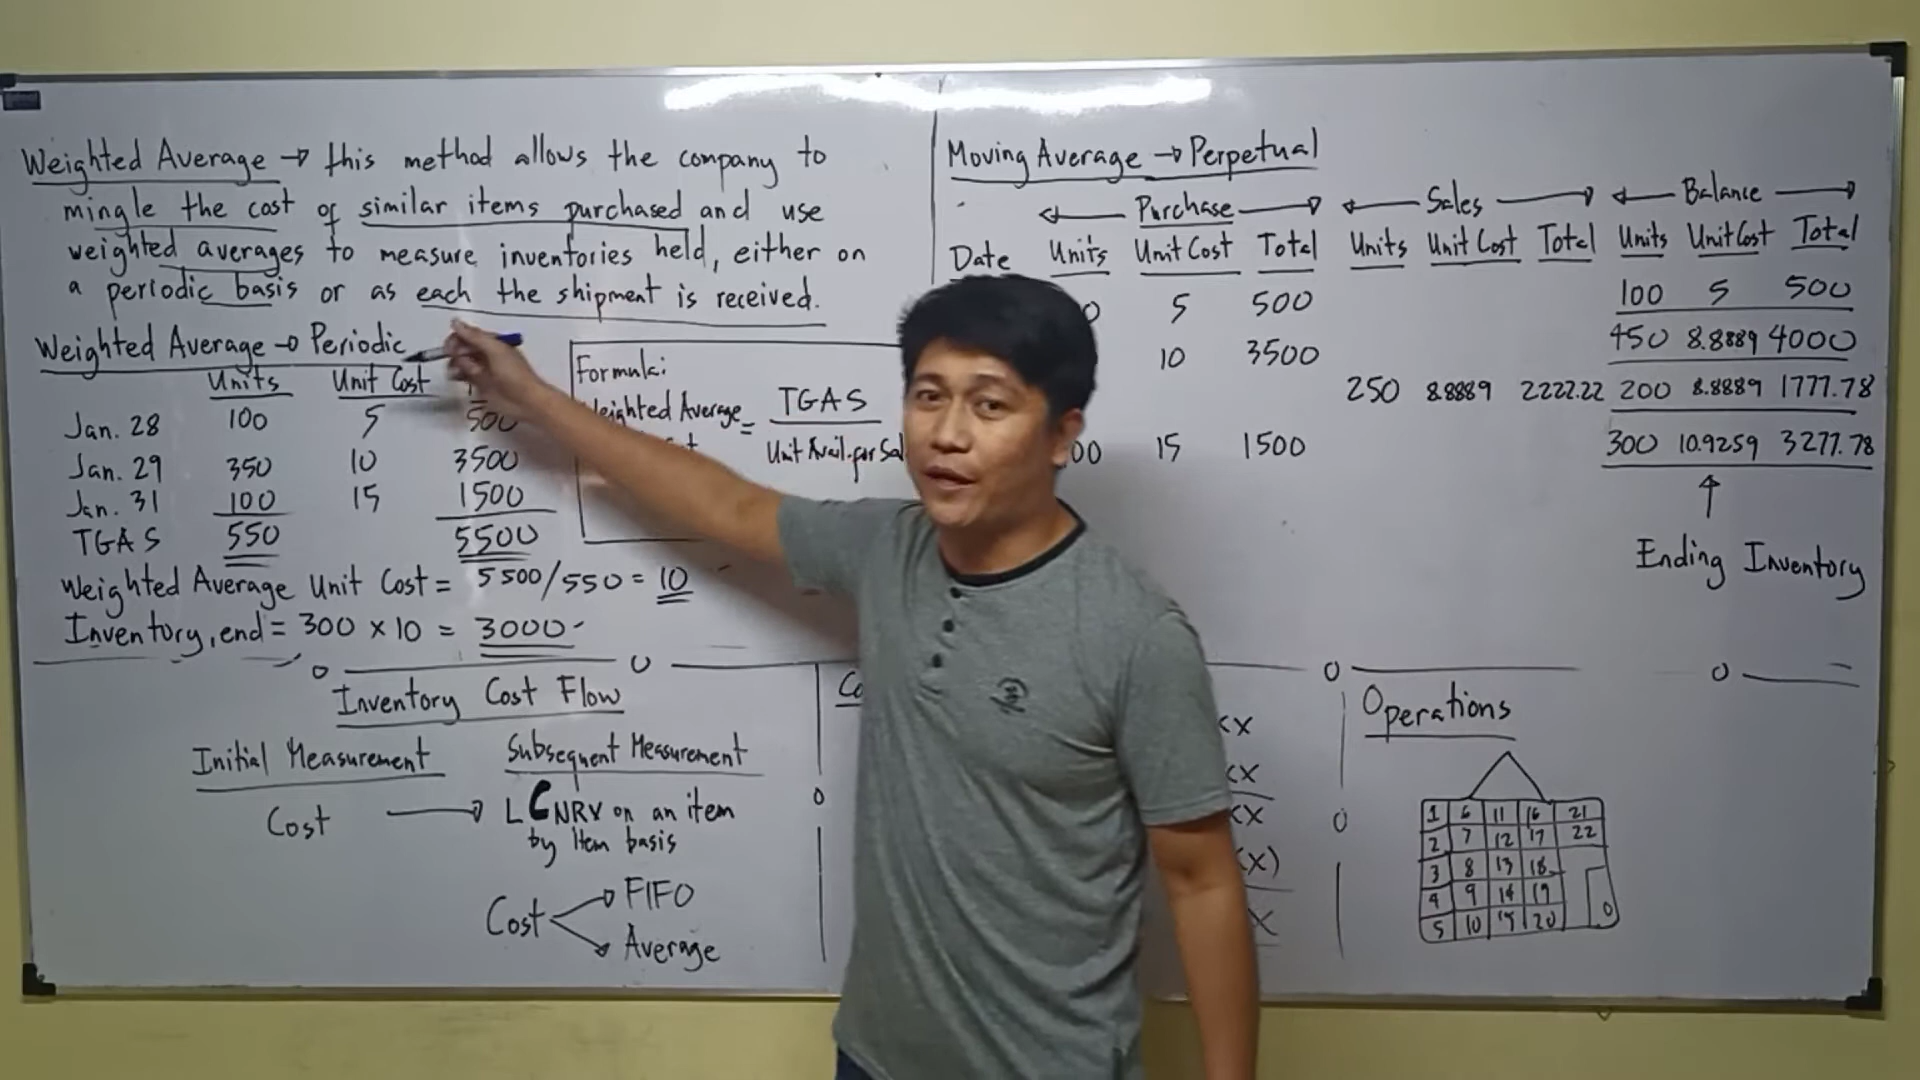 Weighted Average → this method allows the company to
mingle the cost of similar items purchased and use
weighted averages to measure inventories held, either on
a periodic basis or as each the shipment is received.
Weighted Average → Periodic
Units Unit Cost
Jan. 28 100 5 500
Jan. 29 350 10 3500
Jan. 31 100 15 1500
TGAS 550 5500
Weighted Average Unit Cost = 5500/550 = 10
Inventory, end = 300 x 10 = 3000
Formula:
Weighted Average = TGAS
Unit Avail. for
Moving Average → Perpetual
Purchase Sales Balance
Date Units Unit Cost Total Units Unit Cost Total Units Unit Cost Total
5 500 100 5 500
10 3500 450 8.8889 4000
250 8.8889 2222.22 200 8.8889 1777.78
15 1500 300 10.9259 3277.78
↑
Ending Inventory
Inventory Cost Flow
Initial Measurement Subsequent Measurement
Cost → LCNRV on an item
by Item basis
Cost FIFO
Average
Operations
1 6 11 16 21
2 7 12 17 22
3 8 13 18
4 9 14 19
5 10 15 20